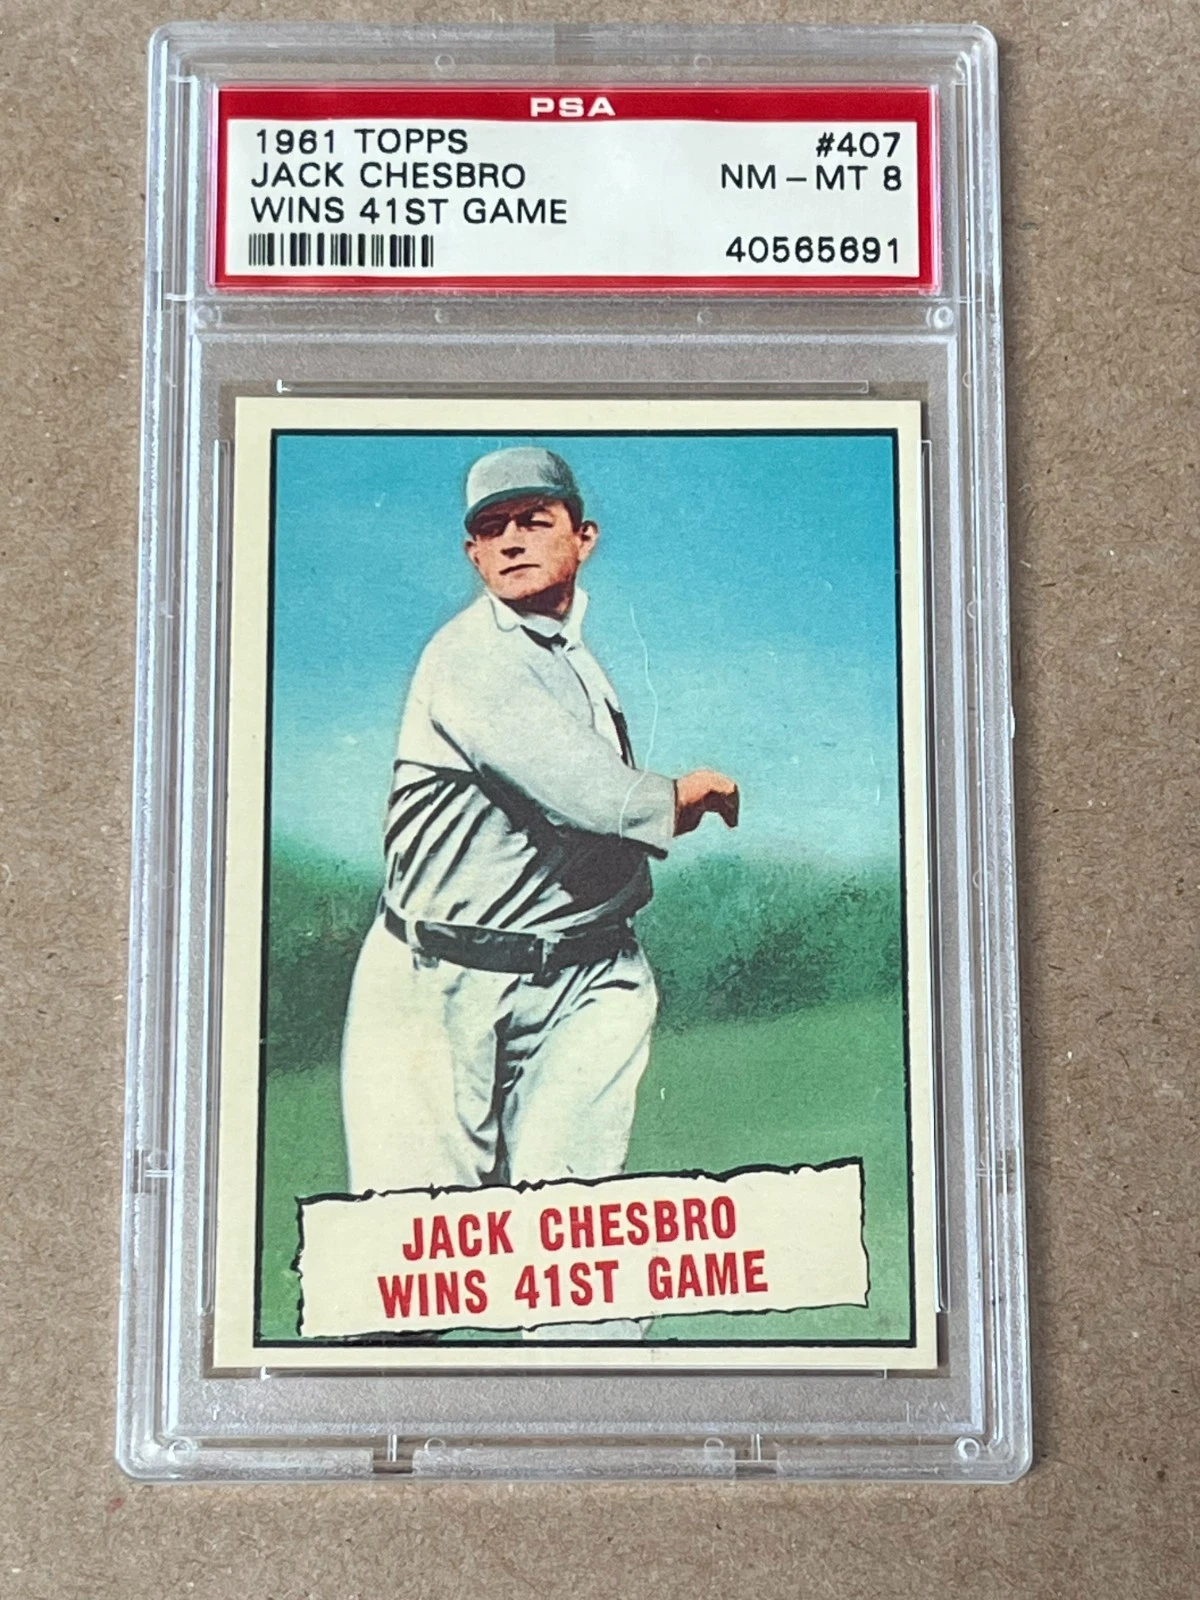 PSA
1961 TOPPS #407
JACK CHESBRO NM-MT 8
WINS 41ST GAME
40565691
JACK CHESBRO
WINS 41ST GAME